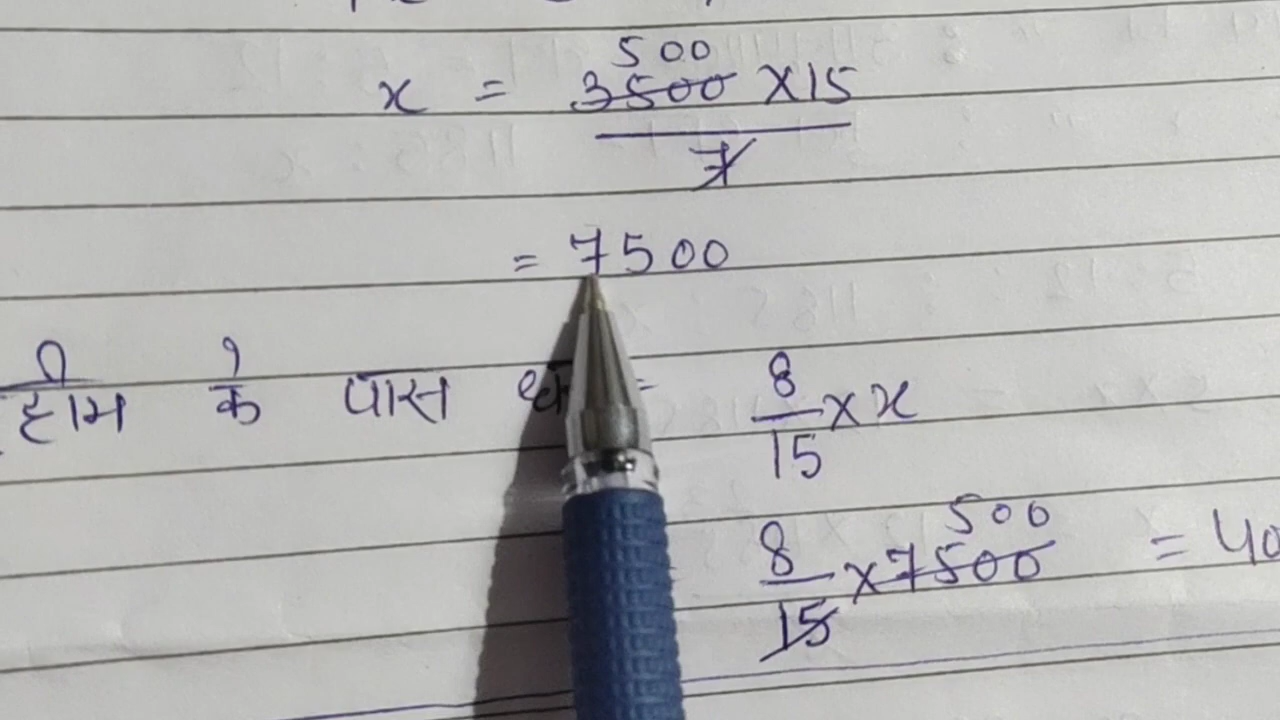 500
x = 3500 × 15
7
= 7500
के पास = 8/15 × x
500
8/15 × 7500 = 40